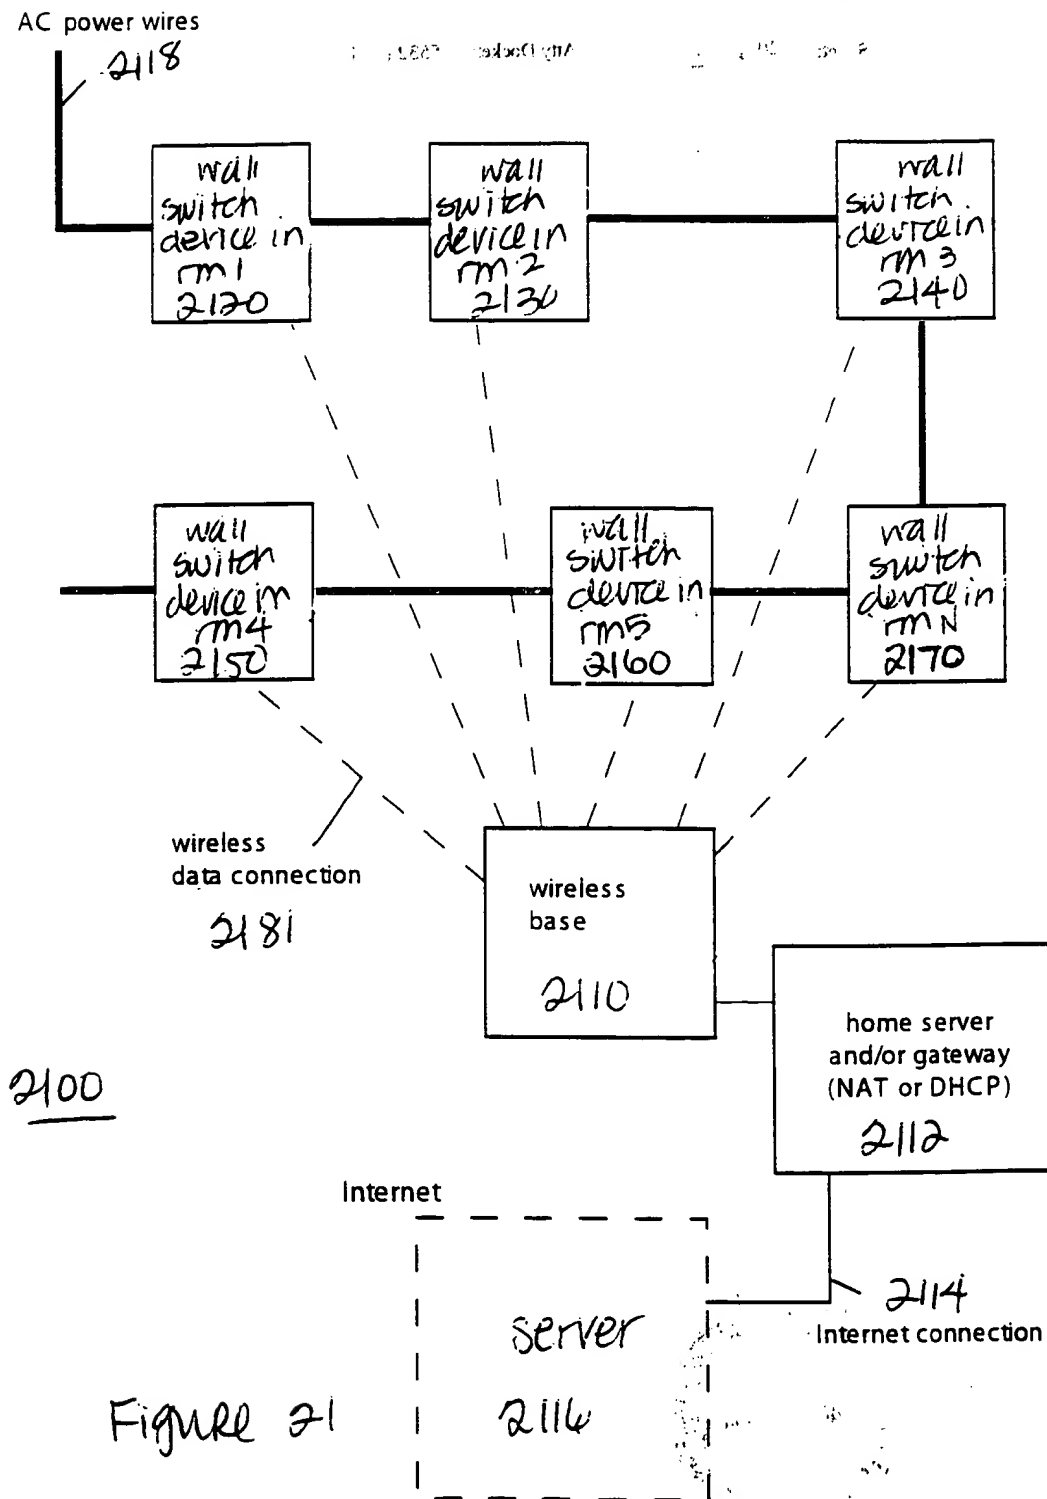 AC power wires
2118
Atty Docket
wall
switch
device in
rm 1
2120
wall
switch
device in
rm 2
2130
wall
switch
device in
rm 3
2140
wall
switch
device in
rm 4
2150
wall
switch
device in
rm 5
2160
wall
switch
device in
rm N
2170
wireless
data connection
2181
wireless
base
2110
home server
and/or gateway
(NAT or DHCP)
2112
2100
Internet
server
2116
2114
Internet connection
Figure 21